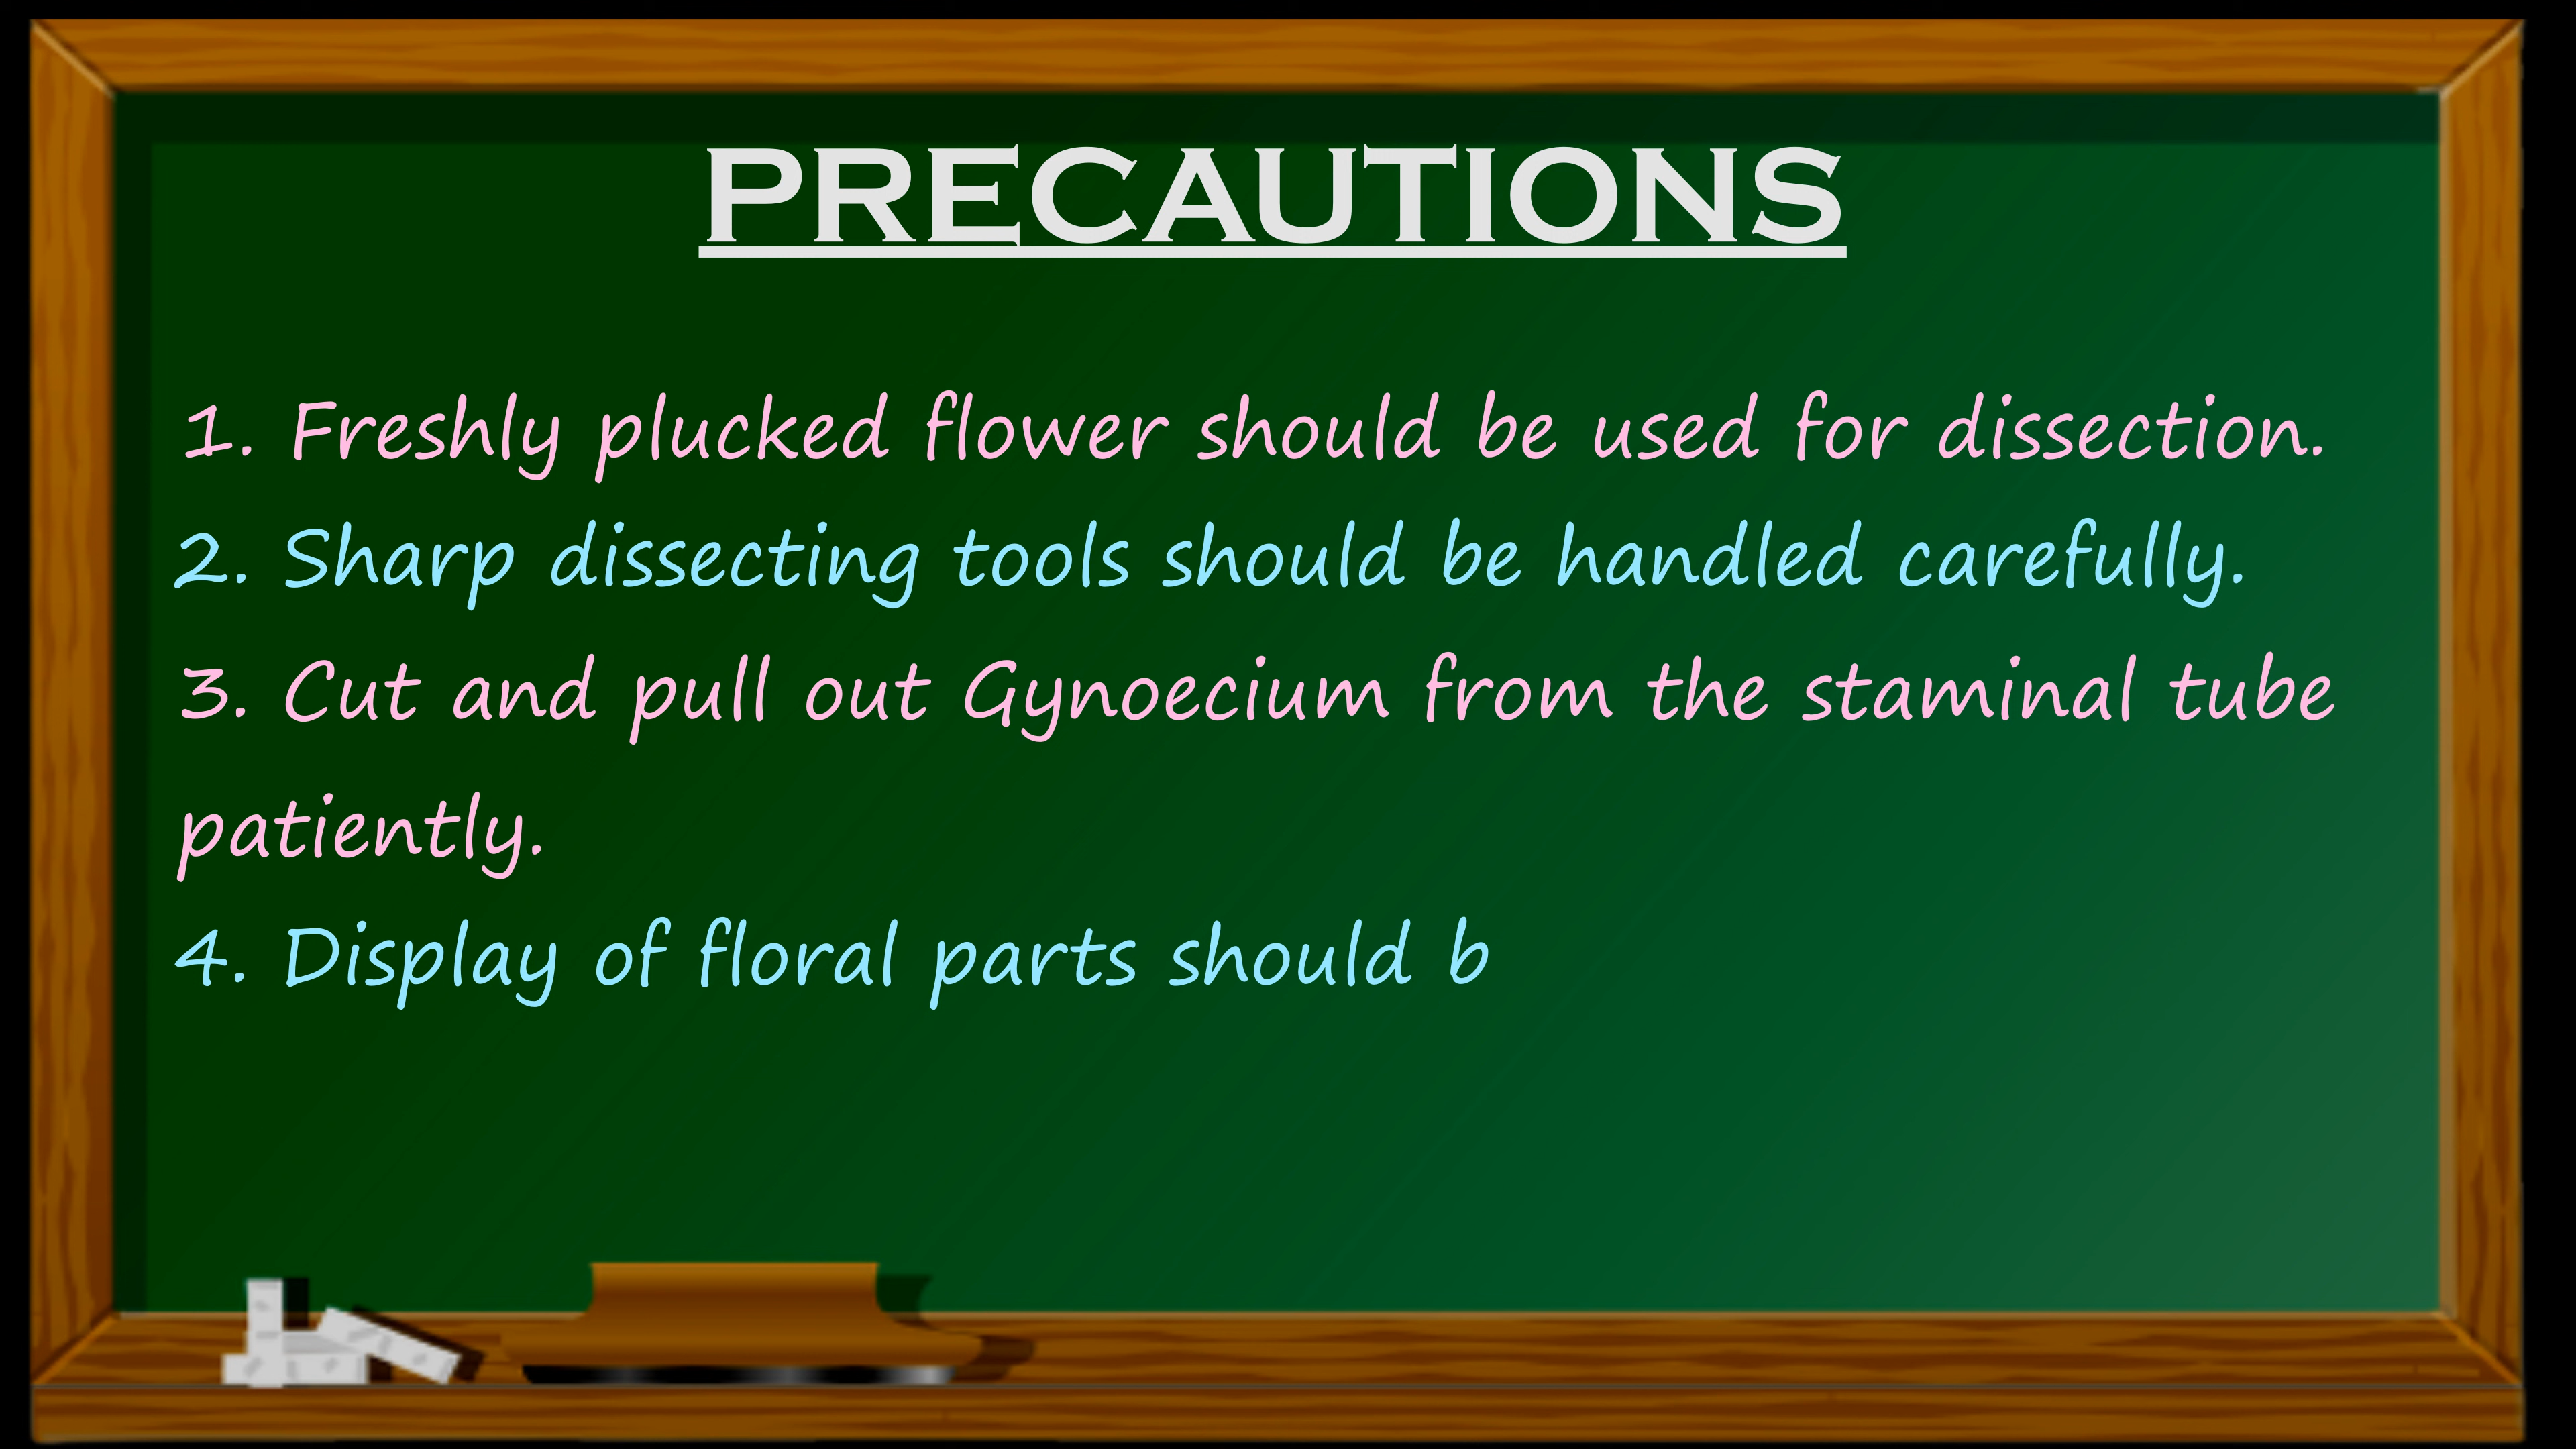 PRECAUTIONS
1. Freshly plucked flower should be used for dissection.
2. Sharp dissecting tools should be handled carefully.
3. Cut and pull out Gynoecium from the staminal tube
patiently.
4. Display of floral parts should b